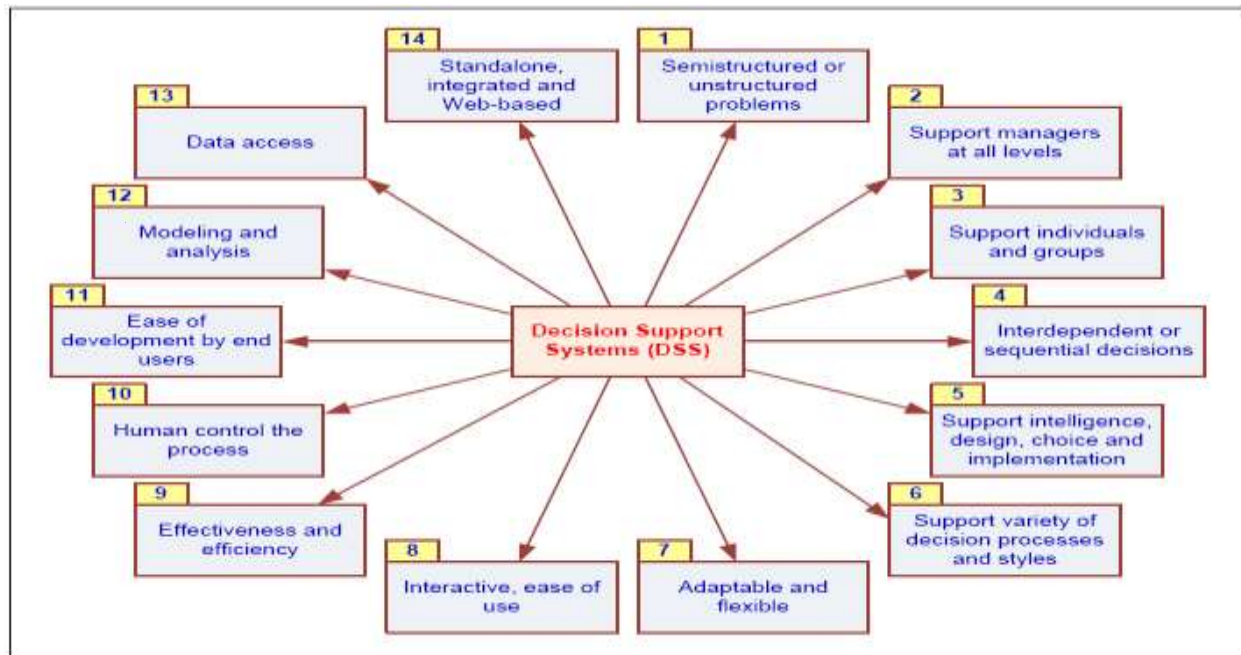 14
Standalone,
integrated and
Web-based
1
Semistructured or
unstructured
problems
13
Data access
2
Support managers
at all levels
12
Modeling and
analysis
3
Support individuals
and groups
11
Ease of
development by end
users
Decision Support
Systems (DSS)
4
Interdependent or
sequential decisions
10
Human control the
process
5
Support intelligence,
design, choice and
implementation
9
Effectiveness and
efficiency
6
Support variety of
decision processes
and styles
8
Interactive, ease of
use
7
Adaptable and
flexible